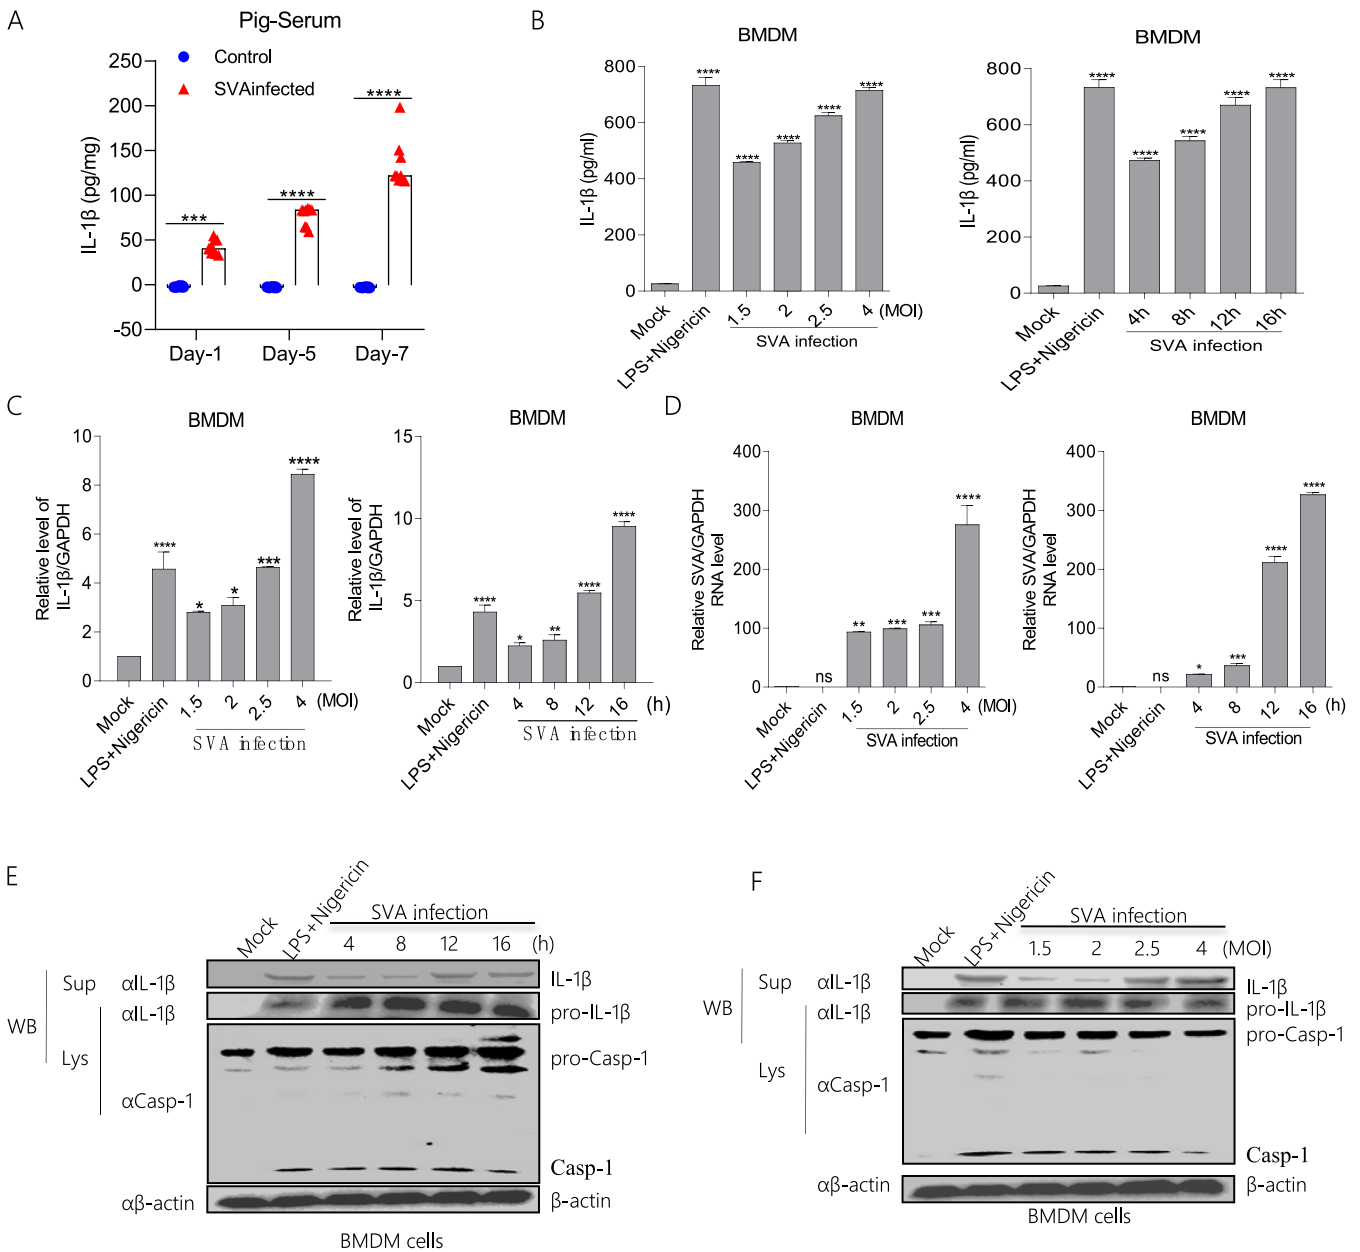 A
Pig-Serum
Control
SVAinfected
IL-1β (pg/mg)
250
200
150
100
50
0
-50
***
****
****
Day-1
Day-5
Day-7
B
BMDM
IL-1β (pg/ml)
800
600
400
200
0
****
****
****
****
****
Mock
LPS+Nigericin
1.5
2
2.5
4
(MOI)
SVA infection
BMDM
IL-1β (pg/ml)
800
600
400
200
0
****
****
****
****
****
Mock
LPS+Nigericin
4h
8h
12h
16h
SVA infection
C
BMDM
Relative level of
IL-1β/GAPDH
10
8
6
4
2
0
****
*
*
***
****
Mock
LPS+Nigericin
1.5
2
2.5
4
(MOI)
SVA infection
BMDM
Relative level of
IL-1β/GAPDH
15
10
5
0
****
*
**
****
****
Mock
LPS+Nigericin
4
8
12
16
(h)
SVA infection
D
BMDM
Relative SVA/GAPDH
RNA level
400
300
200
100
0
ns
**
***
***
****
Mock
LPS+Nigericin
1.5
2
2.5
4
(MOI)
SVA infection
BMDM
Relative SVA/GAPDH
RNA level
400
300
200
100
0
ns
*
***
****
****
Mock
LPS+Nigericin
4
8
12
16
(h)
SVA infection
E
Mock
LPS+Nigericin
SVA infection
4 8 12 16 (h)
WB
Sup
αIL-1β
IL-1β
αIL-1β
pro-IL-1β
Lys
pro-Casp-1
αCasp-1
Casp-1
αβ-actin
β-actin
BMDM cells
F
Mock
LPS+Nigericin
SVA infection
1.5 2 2.5 4 (MOI)
WB
Sup
αIL-1β
IL-1β
αIL-1β
pro-IL-1β
pro-Casp-1
Lys
αCasp-1
Casp-1
αβ-actin
β-actin
BMDM cells